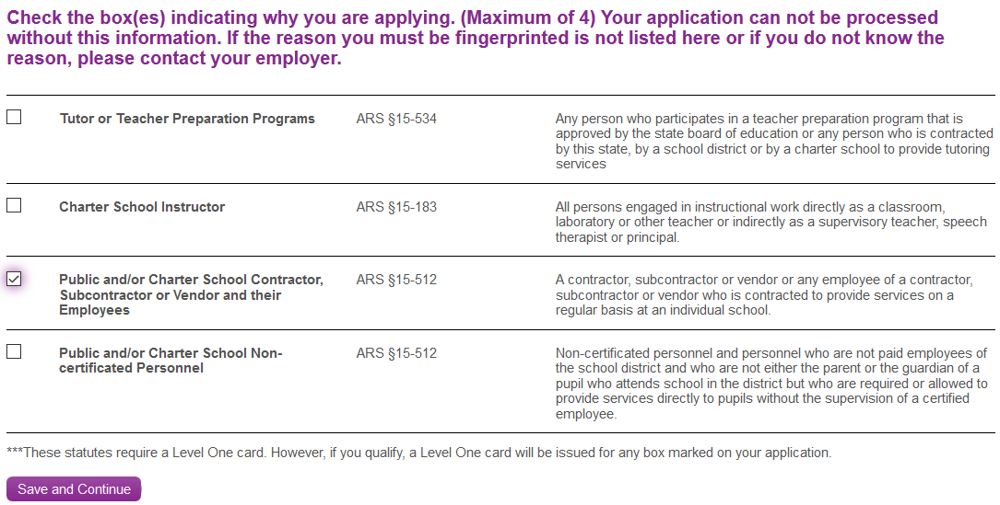 Check the box(es) indicating why you are applying. (Maximum of 4) Your application can not be processed
without this information. If the reason you must be fingerprinted is not listed here or if you do not know the
reason, please contact your employer.
Tutor or Teacher Preparation Programs
ARS §15-534
Any person who participates in a teacher preparation program that is
approved by the state board of education or any person who is contracted
by this state, by a school district or by a charter school to provide tutoring
services
Charter School Instructor
ARS §15-183
All persons engaged in instructional work directly as a classroom,
laboratory or other teacher or indirectly as a supervisory teacher, speech
therapist or principal.
Public and/or Charter School Contractor,
Subcontractor or Vendor and their
Employees
ARS §15-512
A contractor, subcontractor or vendor or any employee of a contractor,
subcontractor or vendor who is contracted to provide services on a
regular basis at an individual school.
Public and/or Charter School Non-
certificated Personnel
ARS §15-512
Non-certificated personnel and personnel who are not paid employees of
the school district and who are not either the parent or the guardian of a
pupil who attends school in the district but who are required or allowed to
provide services directly to pupils without the supervision of a certified
employee.
***These statutes require a Level One card. However, if you qualify, a Level One card will be issued for any box marked on your application.
Save and Continue